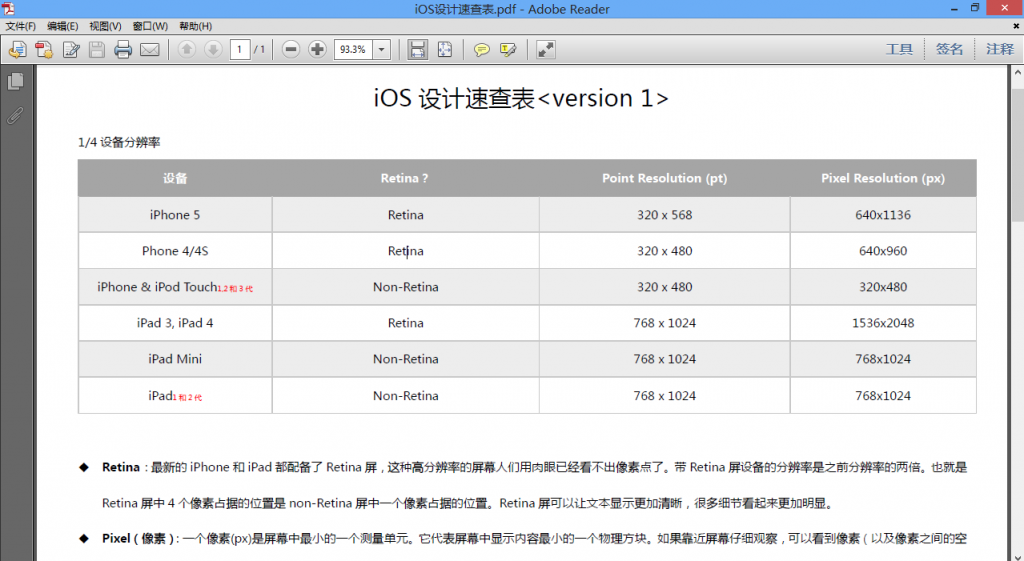 iOS设计速查表.pdf - Adobe Reader
文件(F) 编辑(E) 视图(V) 窗口(W) 帮助(H)
1 / 1 93.3% 工具 签名 注释
iOS 设计速查表<version 1>
1/4 设备分辨率
设备 Retina ? Point Resolution (pt) Pixel Resolution (px)
iPhone 5 Retina 320 x 568 640x1136
Phone 4/4S Retina 320 x 480 640x960
iPhone & iPod Touch1,2 和 3 代 Non-Retina 320 x 480 320x480
iPad 3, iPad 4 Retina 768 x 1024 1536x2048
iPad Mini Non-Retina 768 x 1024 768x1024
iPad1 和 2 代 Non-Retina 768 x 1024 768x1024
◆ Retina：最新的 iPhone 和 iPad 都配备了 Retina 屏，这种高分辨率的屏幕人们用肉眼已经看不出像素点了。带 Retina 屏设备的分辨率是之前分辨率的两倍。也就是
Retina 屏中 4 个像素占据的位置是 non-Retina 屏中一个像素占据的位置。Retina 屏可以让文本显示更加清晰，很多细节看起来更加明显。
◆ Pixel（像素）：一个像素(px)是屏幕中最小的一个测量单元。它代表屏幕中显示内容最小的一个物理方块。如果靠近屏幕仔细观察，可以看到像素（以及像素之间的空